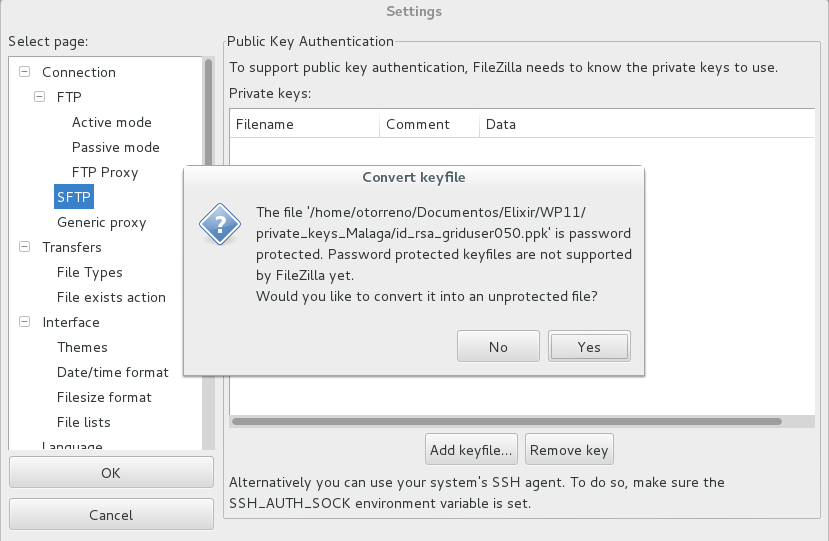 Settings
Select page:
Connection
FTP
Active mode
Passive mode
FTP Proxy
SFTP
Generic proxy
Transfers
File Types
File exists action
Interface
Themes
Date/time format
Filesize format
File lists
Language
OK
Cancel
Public Key Authentication
To support public key authentication, FileZilla needs to know the private keys to use.
Private keys:
Filename Comment Data
Convert keyfile
?
The file '/home/otorreno/Documentos/Elixir/WP11/
private_keys_Malaga/id_rsa_griduser050.ppk' is password
protected. Password protected keyfiles are not supported
by FileZilla yet.
Would you like to convert it into an unprotected file?
No Yes
Add keyfile... Remove key
Alternatively you can use your system's SSH agent. To do so, make sure the
SSH_AUTH_SOCK environment variable is set.